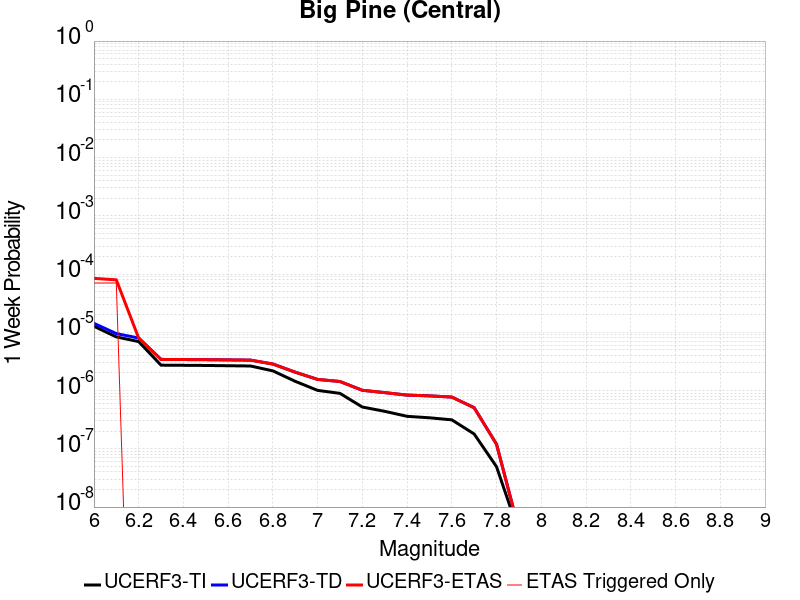 Big Pine (Central)
10^0
10^-1
10^-2
10^-3
10^-4
10^-5
10^-6
10^-7
10^-8
1 Week Probability
6 6.2 6.4 6.6 6.8 7 7.2 7.4 7.6 7.8 8 8.2 8.4 8.6 8.8 9
Magnitude
UCERF3-TI UCERF3-TD UCERF3-ETAS ETAS Triggered Only